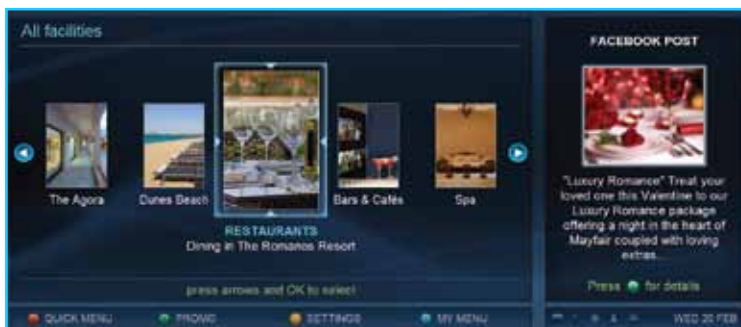 All facilities
The Agora
Dunes Beach
Bars & Cafés
Spa
RESTAURANTS
Dining in The Romanos Resort
press arrows and OK to select
QUICK MENU
PROMO
SETTINGS
MY MENU
FACEBOOK POST
"Luxury Romance" Treat your
loved one this Valentine to our
Luxury Romance package
offering a night in the heart of
Mayfair coupled with loving
extras...
Press for details
WED 20 FEB